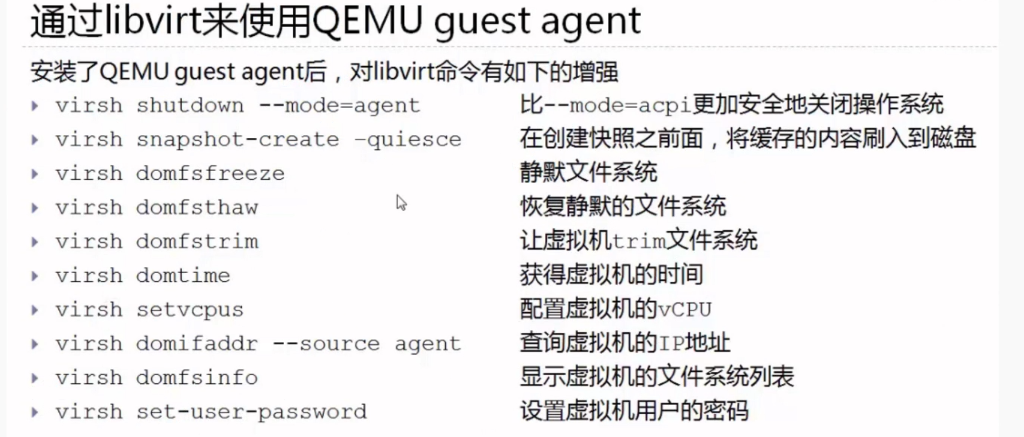 通过libvirt来使用QEMU guest agent
安装了QEMU guest agent后，对libvirt命令有如下的增强
virsh shutdown --mode=agent 比--mode=acpi更加安全地关闭操作系统
virsh snapshot-create –quiesce 在创建快照之前面，将缓存的内容刷入到磁盘
virsh domfsfreeze 静默文件系统
virsh domfsthaw 恢复静默的文件系统
virsh domfstrim 让虚拟机trim文件系统
virsh domtime 获得虚拟机的时间
virsh setvcpus 配置虚拟机的vCPU
virsh domifaddr --source agent 查询虚拟机的IP地址
virsh domfsinfo 显示虚拟机的文件系统列表
virsh set-user-password 设置虚拟机用户的密码